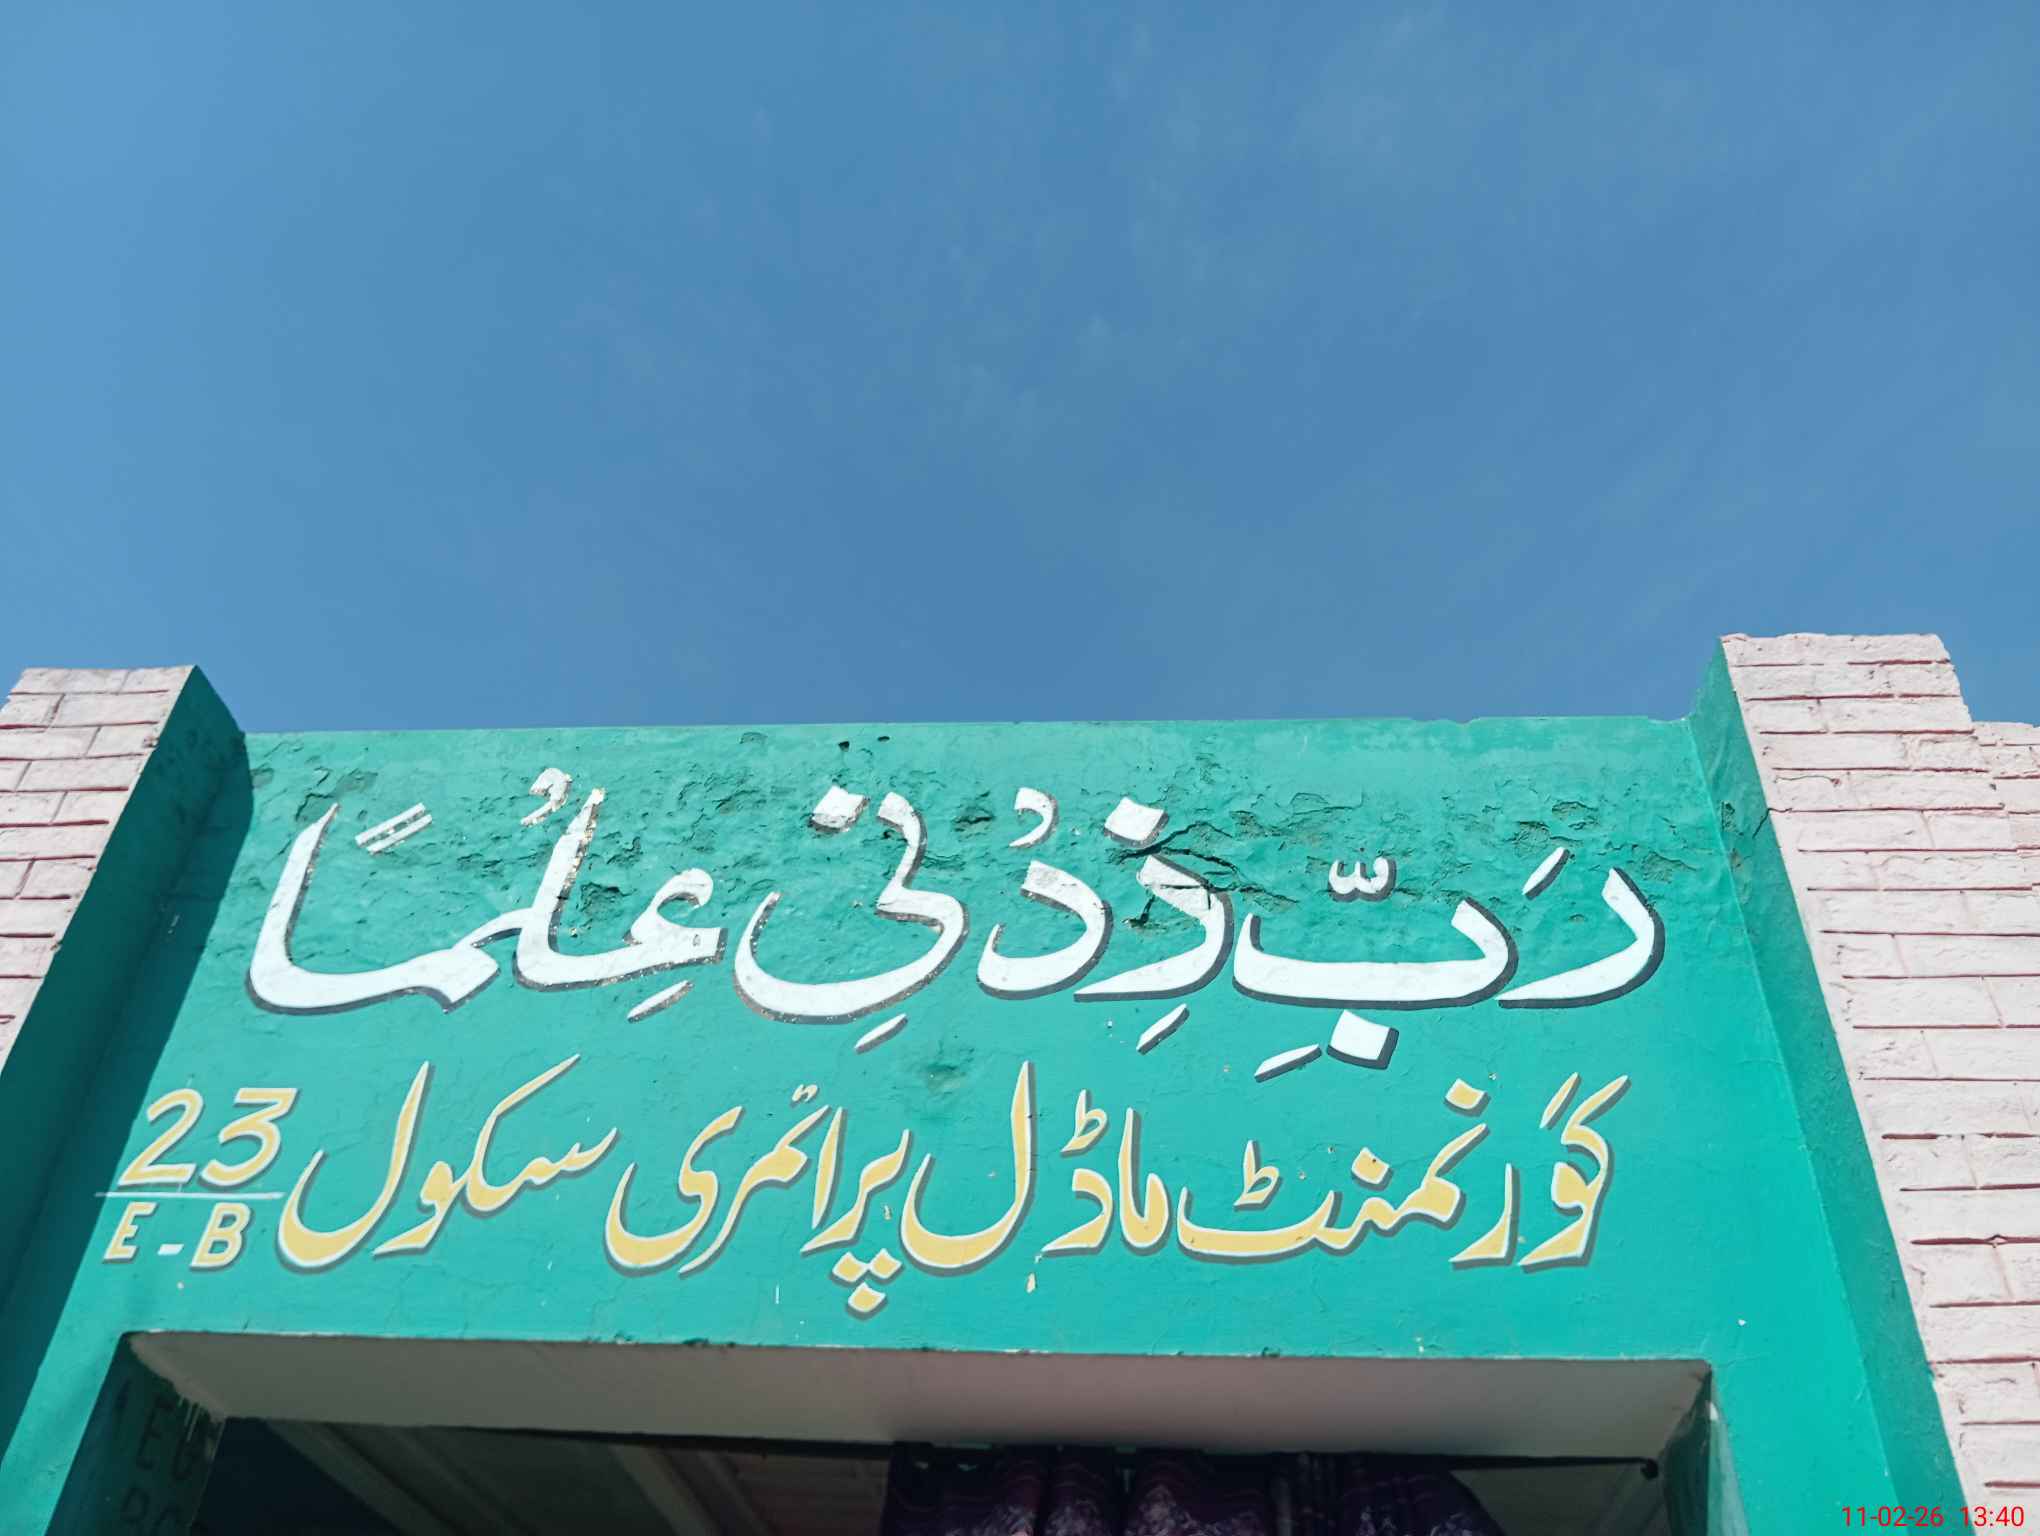 رَبِّ زِدْنِي عِلْمًا
گورنمنٹ ماڈل پرائمری سکول 23
E-B
11-02-26 13:40